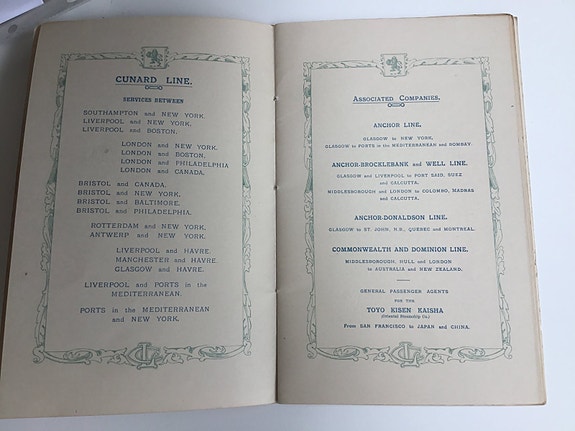 CUNARD LINE.
SERVICES BETWEEN
SOUTHAMPTON and NEW YORK.
LIVERPOOL and NEW YORK.
LIVERPOOL and BOSTON.
LONDON and NEW YORK.
LONDON and BOSTON.
LONDON and PHILADELPHIA
LONDON and CANADA.
BRISTOL and CANADA.
BRISTOL and NEW YORK.
BRISTOL and BALTIMORE.
BRISTOL and PHILADELPHIA.
ROTTERDAM and NEW YORK.
ANTWERP and NEW YORK.
LIVERPOOL and HAVRE
MANCHESTER and HAVRE
GLASGOW and HAVRE.
LIVERPOOL and PORTS in the
MEDITERRANEAN.
PORTS in the MEDITERRANEAN
and NEW YORK.
ASSOCIATED COMPANIES.
ANCHOR LINE.
GLASGOW to NEW YORK;
GLASGOW to PORTS in the MEDITERRANEAN and BOMBAY.
ANCHOR-BROCKLEBANK and WELL LINE.
GLASGOW and LIVERPOOL to PORT SAID, SUEZ
and CALCUTTA.
MIDDLESBOROUGH and LONDON to COLOMBO, MADRAS
and CALCUTTA.
ANCHOR-DONALDSON LINE.
GLASGOW to ST JOHN, N.B., QUEBEC and MONTREAL.
COMMONWEALTH AND DOMINION LINE.
MIDDLESBOROUGH, HULL and LONDON
to AUSTRALIA and NEW ZEALAND.
GENERAL PASSENGER AGENTS
FOR THE
TOYO KISEN KAISHA
(Oriental Steamship Co.)
From SAN FRANCISCO to JAPAN and CHINA.